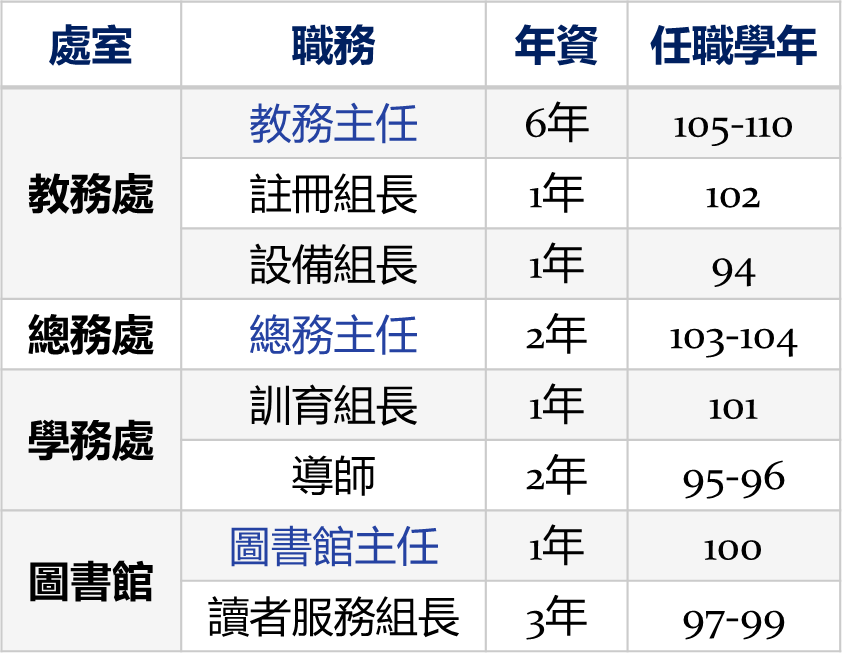 處室 職務 年資 任職學年
教務處 教務主任 6年 105-110
註冊組長 1年 102
設備組長 1年 94
總務處 總務主任 2年 103-104
學務處 訓育組長 1年 101
導師 2年 95-96
圖書館 圖書館主任 1年 100
讀者服務組長 3年 97-99